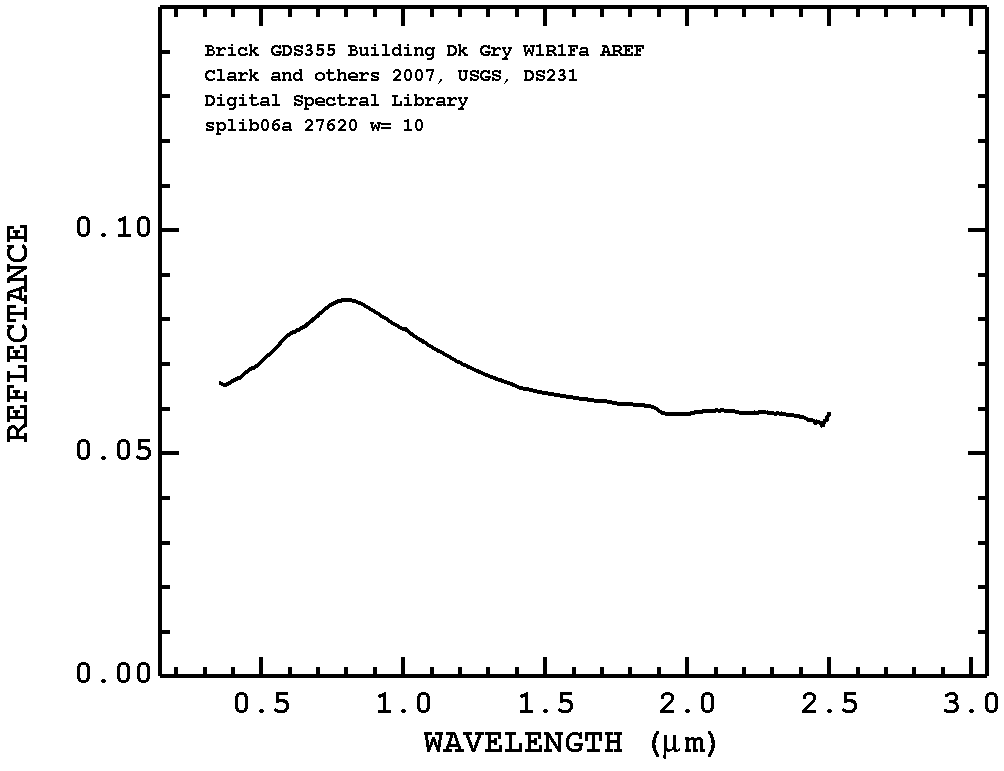 Brick GDS355 Building Dk Gry W1R1Fa AREF
Clark and others 2007, USGS, DS231
Digital Spectral Library
splib06a 27620 w= 10
REFLECTANCE
0.10
0.05
0.00
0.5 1.0 1.5 2.0 2.5 3.0
WAVELENGTH (μm)